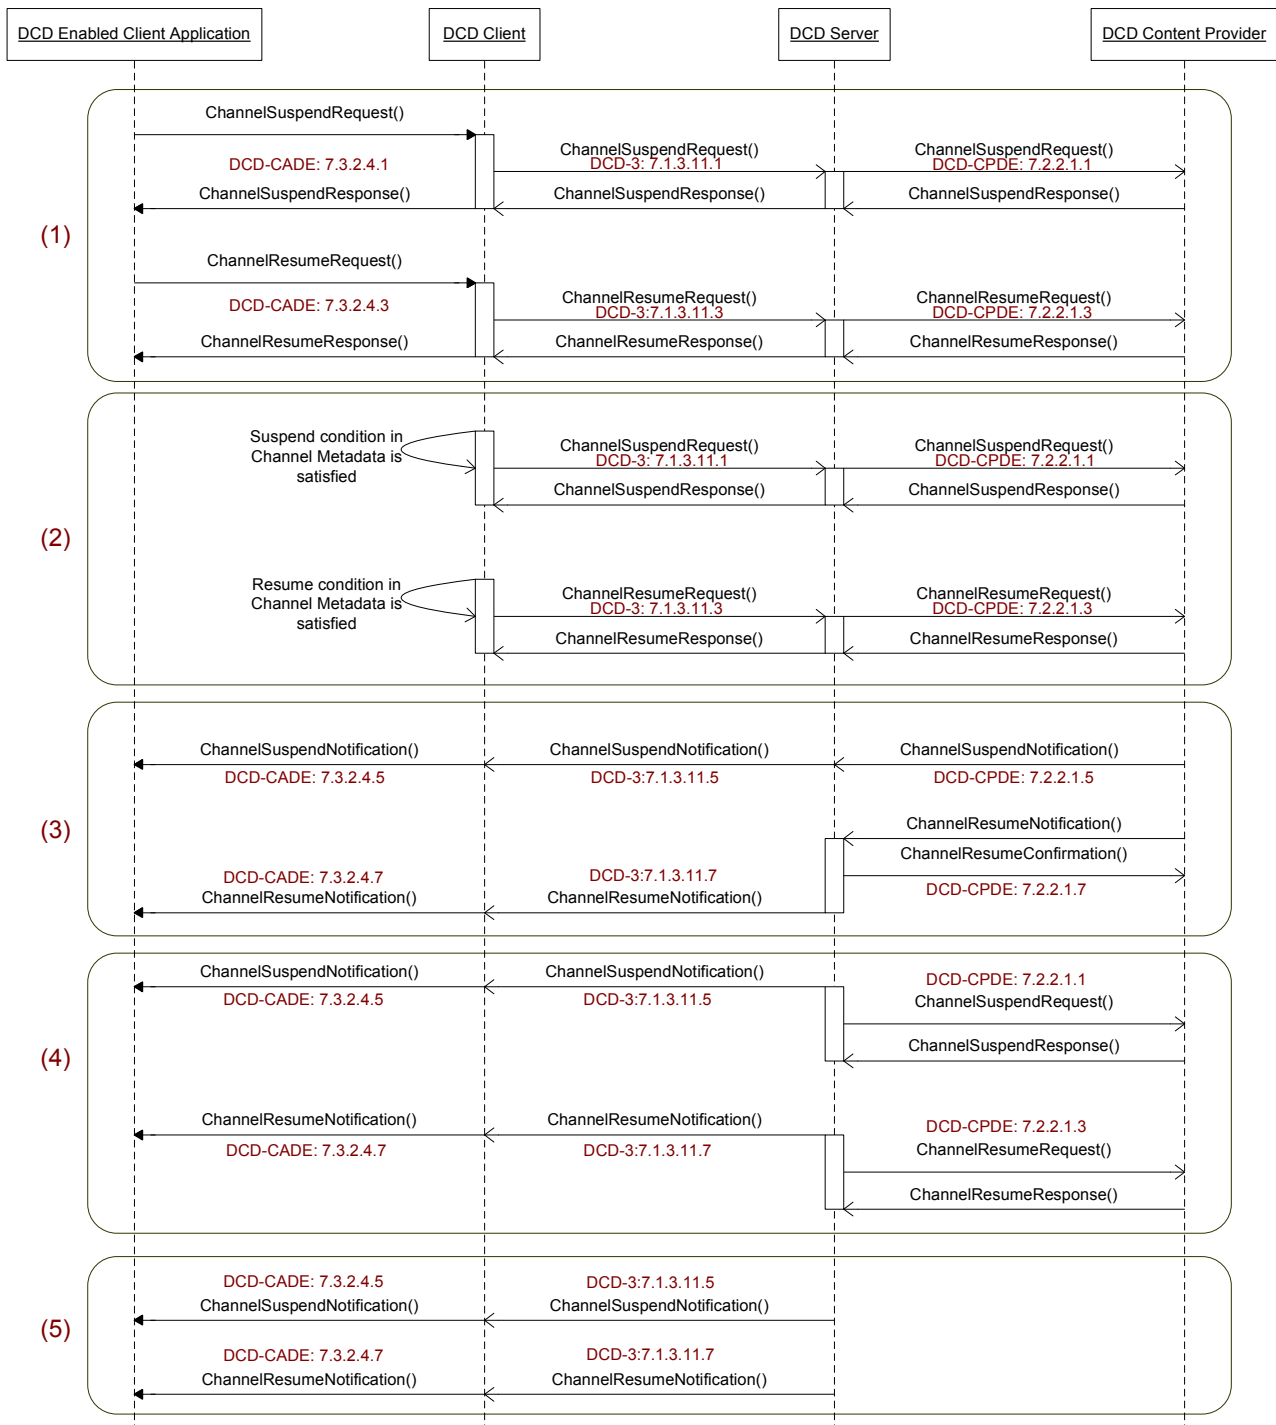 DCD Enabled Client Application
DCD Client
DCD Server
DCD Content Provider
(1)
ChannelSuspendRequest()
DCD-CADE: 7.3.2.4.1
ChannelSuspendRequest()
DCD-3: 7.1.3.11.1
ChannelSuspendRequest()
DCD-CPDE: 7.2.2.1.1
ChannelSuspendResponse()
ChannelSuspendResponse()
ChannelSuspendResponse()
ChannelResumeRequest()
DCD-CADE: 7.3.2.4.3
ChannelResumeRequest()
DCD-3:7.1.3.11.3
ChannelResumeRequest()
DCD-CPDE: 7.2.2.1.3
ChannelResumeResponse()
ChannelResumeResponse()
ChannelResumeResponse()
(2)
Suspend condition in
Channel Metadata is
satisfied
ChannelSuspendRequest()
DCD-3: 7.1.3.11.1
ChannelSuspendRequest()
DCD-CPDE: 7.2.2.1.1
ChannelSuspendResponse()
ChannelSuspendResponse()
Resume condition in
Channel Metadata is
satisfied
ChannelResumeRequest()
DCD-3: 7.1.3.11.3
ChannelResumeRequest()
DCD-CPDE: 7.2.2.1.3
ChannelResumeResponse()
ChannelResumeResponse()
(3)
ChannelSuspendNotification()
DCD-CADE: 7.3.2.4.5
ChannelSuspendNotification()
DCD-3:7.1.3.11.5
ChannelSuspendNotification()
DCD-CPDE: 7.2.2.1.5
ChannelResumeNotification()
ChannelResumeConfirmation()
DCD-CPDE: 7.2.2.1.7
DCD-CADE: 7.3.2.4.7
ChannelResumeNotification()
DCD-3:7.1.3.11.7
ChannelResumeNotification()
(4)
ChannelSuspendNotification()
DCD-CADE: 7.3.2.4.5
ChannelSuspendNotification()
DCD-3:7.1.3.11.5
DCD-CPDE: 7.2.2.1.1
ChannelSuspendRequest()
ChannelSuspendResponse()
ChannelResumeNotification()
DCD-CADE: 7.3.2.4.7
ChannelResumeNotification()
DCD-3:7.1.3.11.7
DCD-CPDE: 7.2.2.1.3
ChannelResumeRequest()
ChannelResumeResponse()
(5)
DCD-CADE: 7.3.2.4.5
ChannelSuspendNotification()
DCD-3:7.1.3.11.5
ChannelSuspendNotification()
DCD-CADE: 7.3.2.4.7
ChannelResumeNotification()
DCD-3:7.1.3.11.7
ChannelResumeNotification()